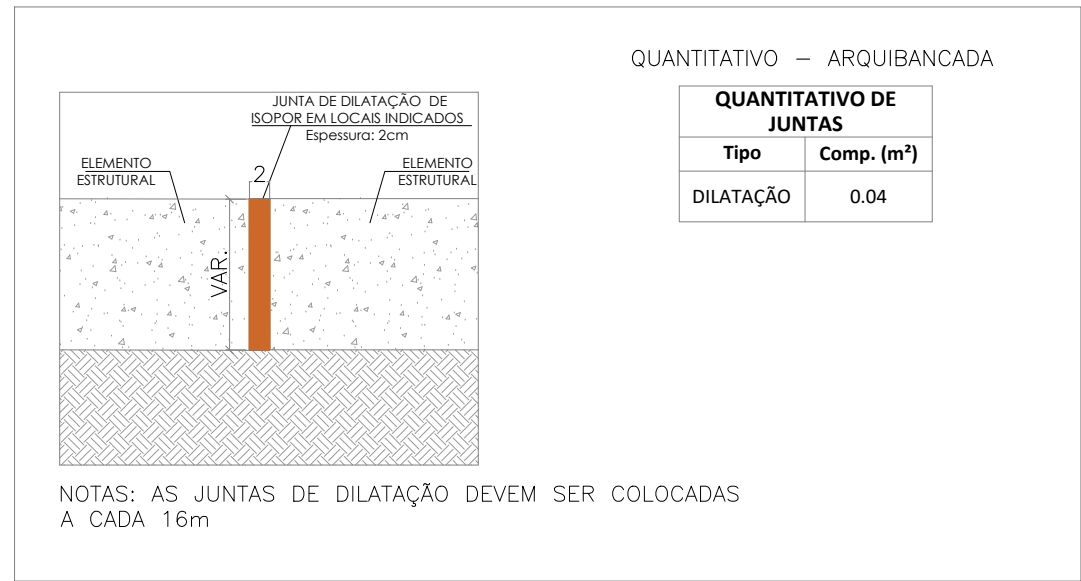 QUANTITATIVO – ARQUIBANCADA
JUNTA DE DILATAÇÃO DE
ISOPOR EM LOCAIS INDICADOS
Espessura: 2cm
ELEMENTO
ESTRUTURAL
2
ELEMENTO
ESTRUTURAL
VAR.
QUANTITATIVO DE
JUNTAS
Tipo Comp. (m²)
DILATAÇÃO 0.04
NOTAS: AS JUNTAS DE DILATAÇÃO DEVEM SER COLOCADAS
A CADA 16m